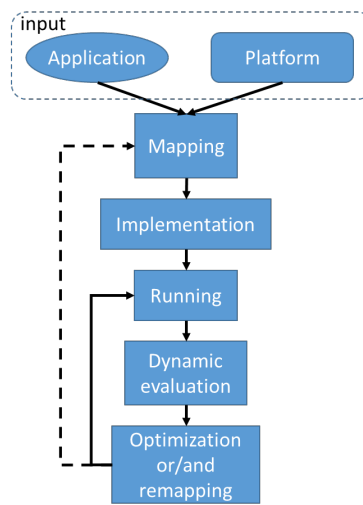 input
Application
Platform
Mapping
Implementation
Running
Dynamic
evaluation
Optimization
or/and
remapping